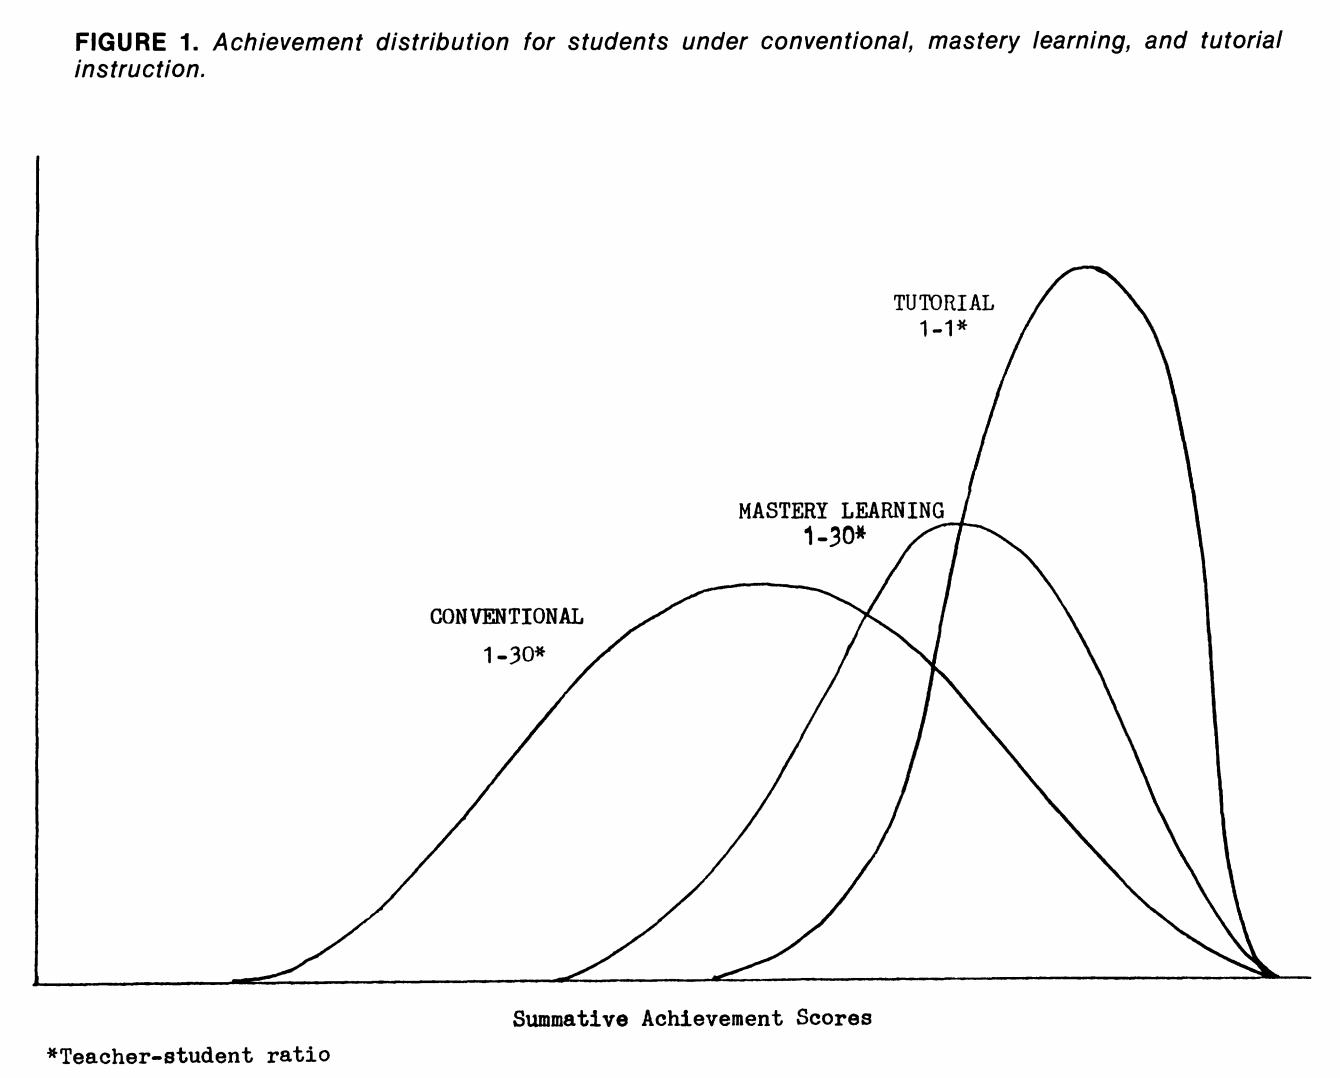 FIGURE 1. Achievement distribution for students under conventional, mastery learning, and tutorial
instruction.
TUTORIAL
1-1*
MASTERY LEARNING
1-30*
CONVENTIONAL
1-30*
Summative Achievement Scores
*Teacher-student ratio